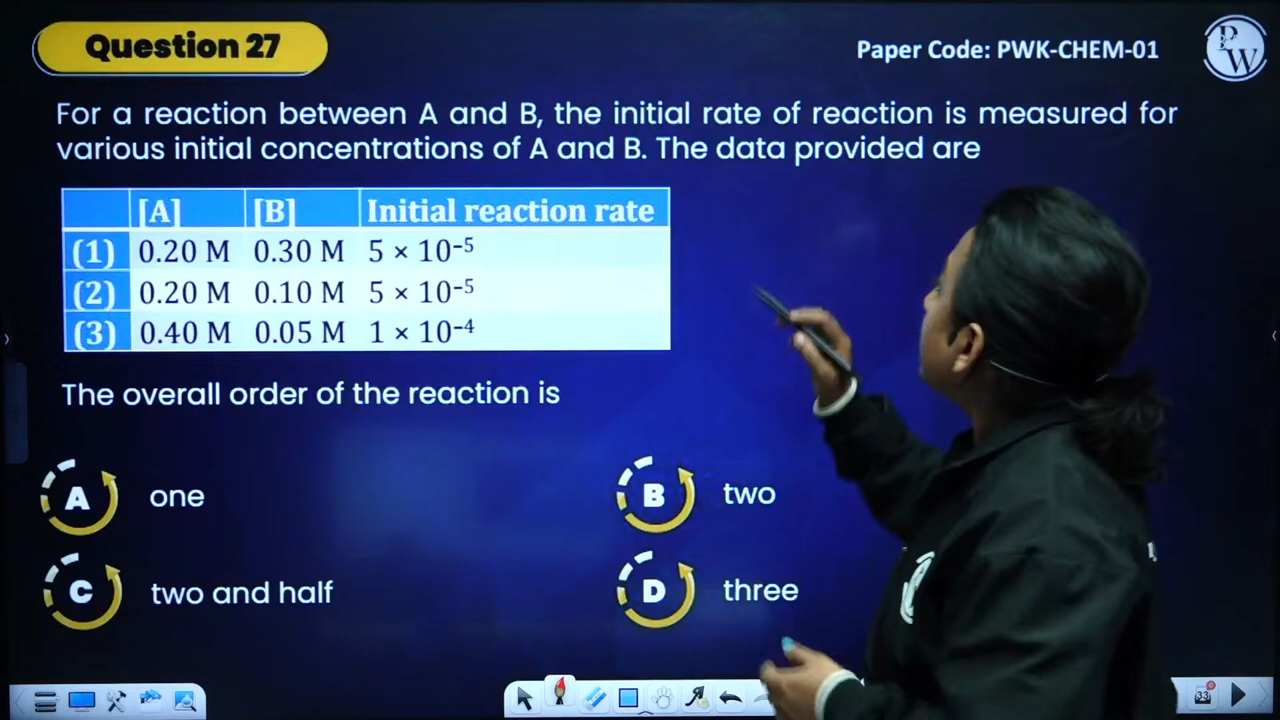 Question 27
Paper Code: PWK-CHEM-01
PW
For a reaction between A and B, the initial rate of reaction is measured for
various initial concentrations of A and B. The data provided are
[A] [B] Initial reaction rate
(1) 0.20 M 0.30 M 5 × 10⁻⁵
(2) 0.20 M 0.10 M 5 × 10⁻⁵
(3) 0.40 M 0.05 M 1 × 10⁻⁴
The overall order of the reaction is
A one
B two
C two and half
D three
33